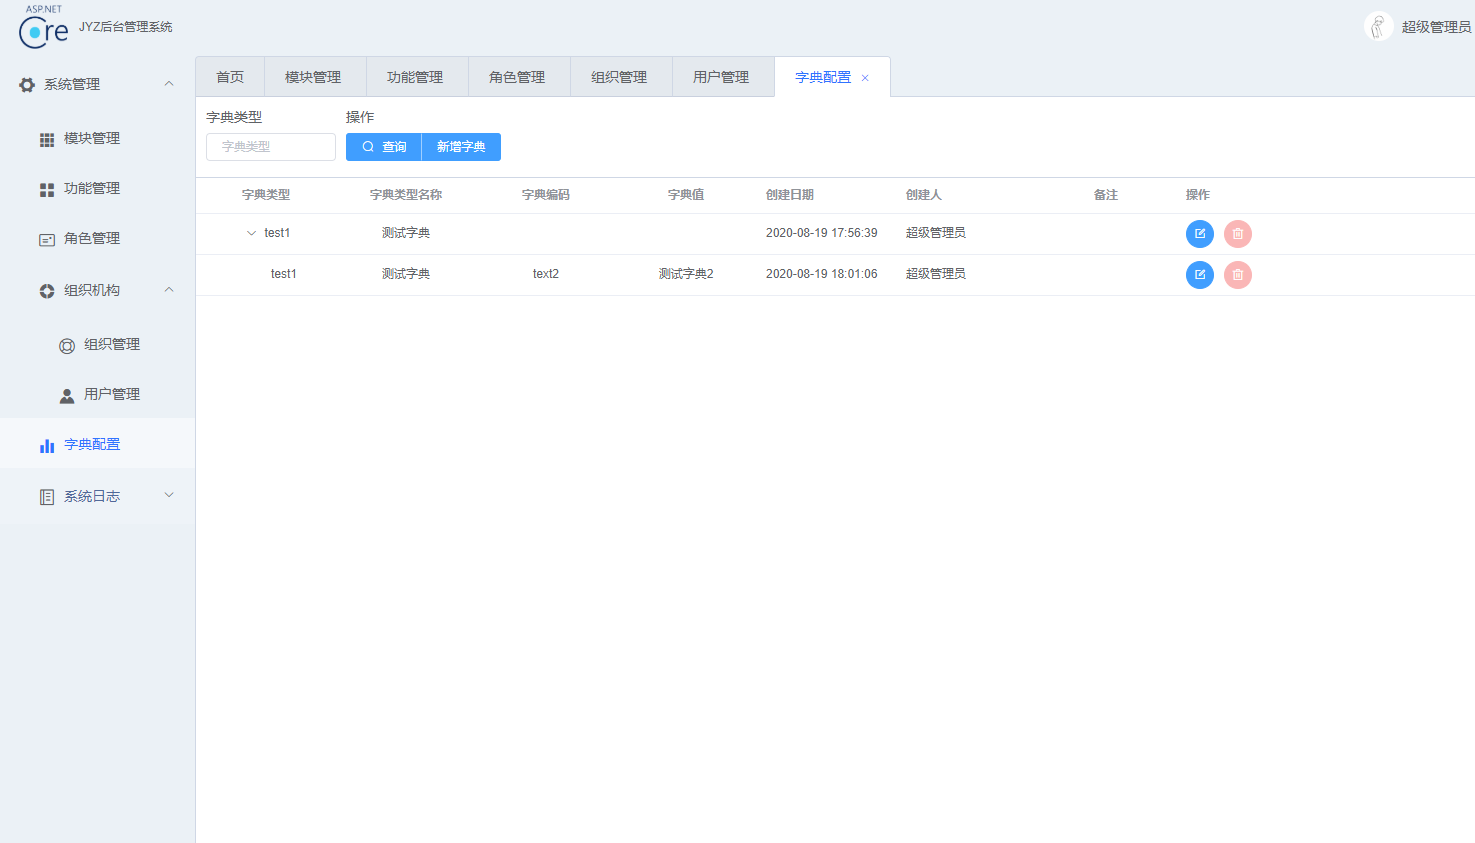 ASP.NET
Core
JYZ后台管理系统
超级管理员
系统管理
模块管理
功能管理
角色管理
组织机构
组织管理
用户管理
字典配置
系统日志
首页 模块管理 功能管理 角色管理 组织管理 用户管理 字典配置
字典类型 操作
字典类型 查询 新增字典
字典类型 字典类型名称 字典编码 字典值 创建日期 创建人 备注 操作
test1 测试字典 2020-08-19 17:56:39 超级管理员
test1 测试字典 text2 测试字典2 2020-08-19 18:01:06 超级管理员